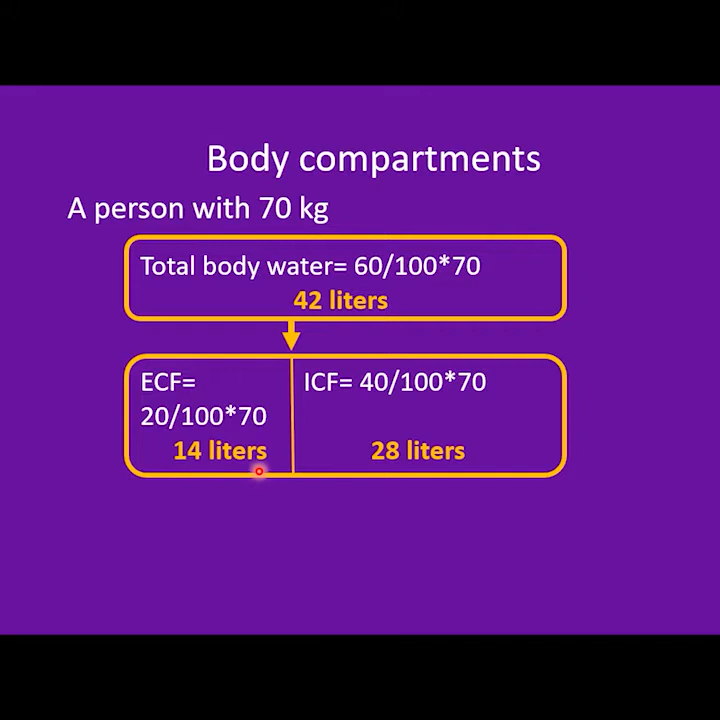 Body compartments
A person with 70 kg
Total body water= 60/100*70
42 liters
ECF=
20/100*70
14 liters
ICF= 40/100*70
28 liters